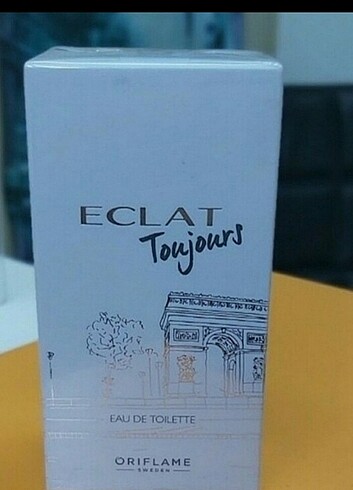 ECLAT
Toujours
EAU DE TOILETTE
ORIFLAME
SWEDEN